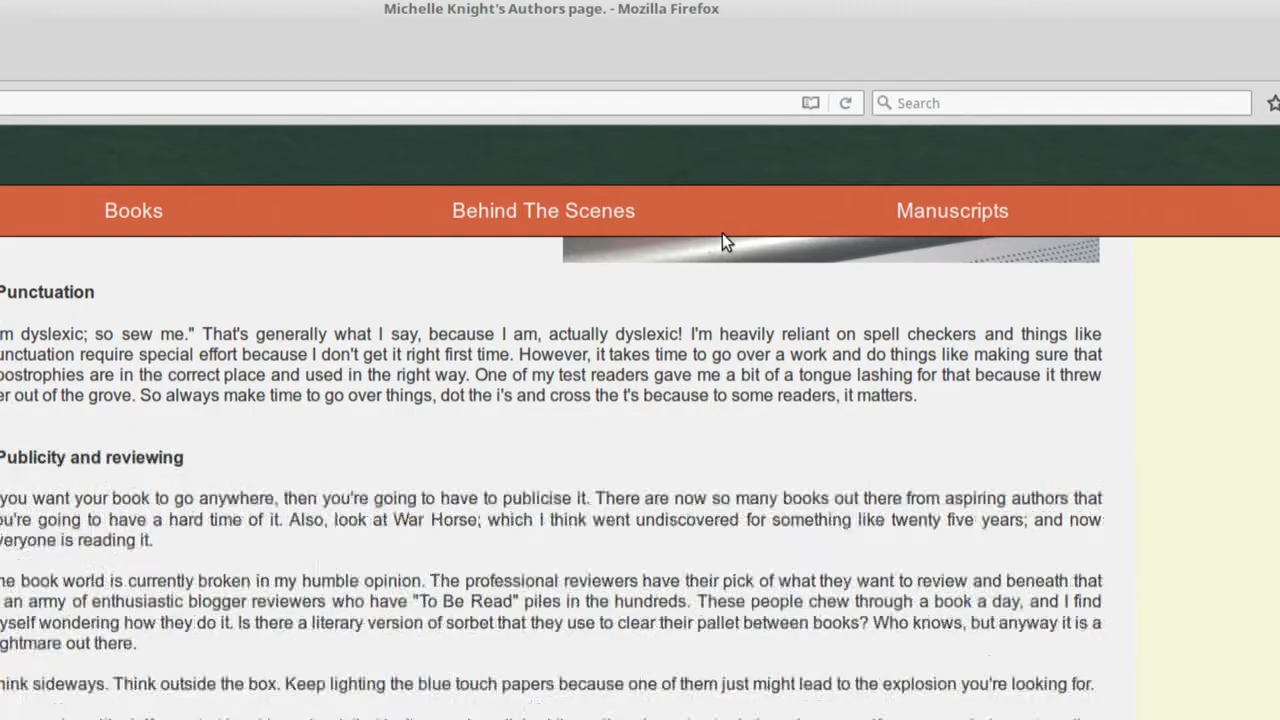 Michelle Knight's Authors page. - Mozilla Firefox
Search
Books Behind The Scenes Manuscripts
Punctuation
m dyslexic; so sew me." That's generally what I say, because I am, actually dyslexic! I'm heavily reliant on spell checkers and things like
unctuation require special effort because I don't get it right first time. However, it takes time to go over a work and do things like making sure that
postrophies are in the correct place and used in the right way. One of my test readers gave me a bit of a tongue lashing for that because it threw
er out of the grove. So always make time to go over things, dot the i's and cross the t's because to some readers, it matters.
Publicity and reviewing
you want your book to go anywhere, then you're going to have to publicise it. There are now so many books out there from aspiring authors that
ou're going to have a hard time of it. Also, look at War Horse; which I think went undiscovered for something like twenty five years; and now
veryone is reading it.
he book world is currently broken in my humble opinion. The professional reviewers have their pick of what they want to review and beneath that
an army of enthusiastic blogger reviewers who have "To Be Read" piles in the hundreds. These people chew through a book a day, and I find
yself wondering how they do it. Is there a literary version of sorbet that they use to clear their pallet between books? Who knows, but anyway it is a
ghtmare out there.
hink sideways. Think outside the box. Keep lighting the blue touch papers because one of them just might lead to the explosion you're looking for.